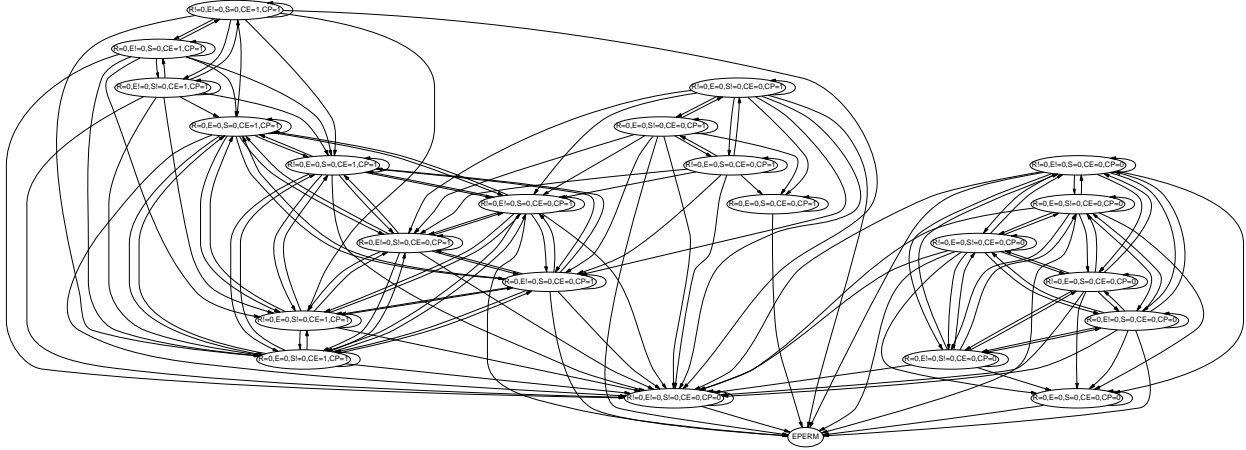 R!=0,E!=0,S=0,CE=1,CP=1
R=0,E!=0,S=0,CE=1,CP=1
R=0,E!=0,S!=0,CE=1,CP=1
R!=0,E=0,S!=0,CE=0,CP=1
R=0,E=0,S=0,CE=1,CP=1
R=0,E=0,S!=0,CE=0,CP=1
R!=0,E=0,S=0,CE=1,CP=1
R!=0,E=0,S=0,CE=0,CP=1
R!=0,E!=0,S=0,CE=0,CP=0
R!=0,E!=0,S=0,CE=0,CP=1
R=0,E=0,S=0,CE=0,CP=1
R=0,E=0,S!=0,CE=0,CP=0
R=0,E!=0,S!=0,CE=0,CP=1
R!=0,E=0,S!=0,CE=0,CP=0
R=0,E!=0,S=0,CE=0,CP=1
R!=0,E=0,S=0,CE=0,CP=0
R!=0,E=0,S!=0,CE=1,CP=1
R=0,E!=0,S=0,CE=0,CP=0
R=0,E=0,S!=0,CE=1,CP=1
R=0,E!=0,S!=0,CE=0,CP=0
R!=0,E!=0,S!=0,CE=0,CP=0
R=0,E=0,S=0,CE=0,CP=0
EPERM